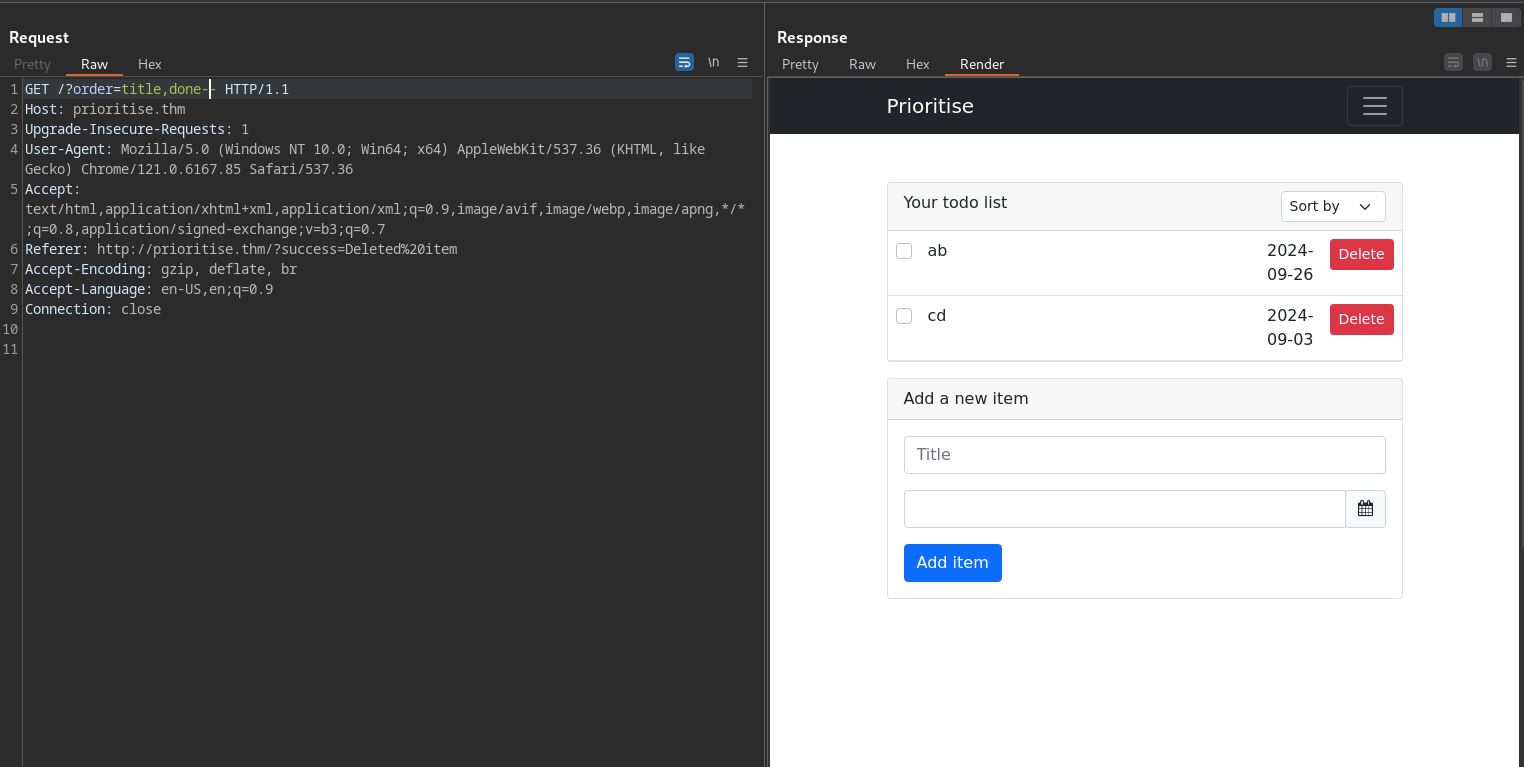 Request
Pretty Raw Hex
\n
1 GET /?order=title,done-- HTTP/1.1
2 Host: prioritise.thm
3 Upgrade-Insecure-Requests: 1
4 User-Agent: Mozilla/5.0 (Windows NT 10.0; Win64; x64) AppleWebKit/537.36 (KHTML, like
Gecko) Chrome/121.0.6167.85 Safari/537.36
5 Accept:
text/html,application/xhtml+xml,application/xml;q=0.9,image/avif,image/webp,image/apng,*/*
;q=0.8,application/signed-exchange;v=b3;q=0.7
6 Referer: http://prioritise.thm/?success=Deleted%20item
7 Accept-Encoding: gzip, deflate, br
8 Accept-Language: en-US,en;q=0.9
9 Connection: close
10
11
Response
Pretty Raw Hex Render
\n
Prioritise
Your todo list
Sort by
ab
2024-
09-26
Delete
cd
2024-
09-03
Delete
Add a new item
Title
Add item